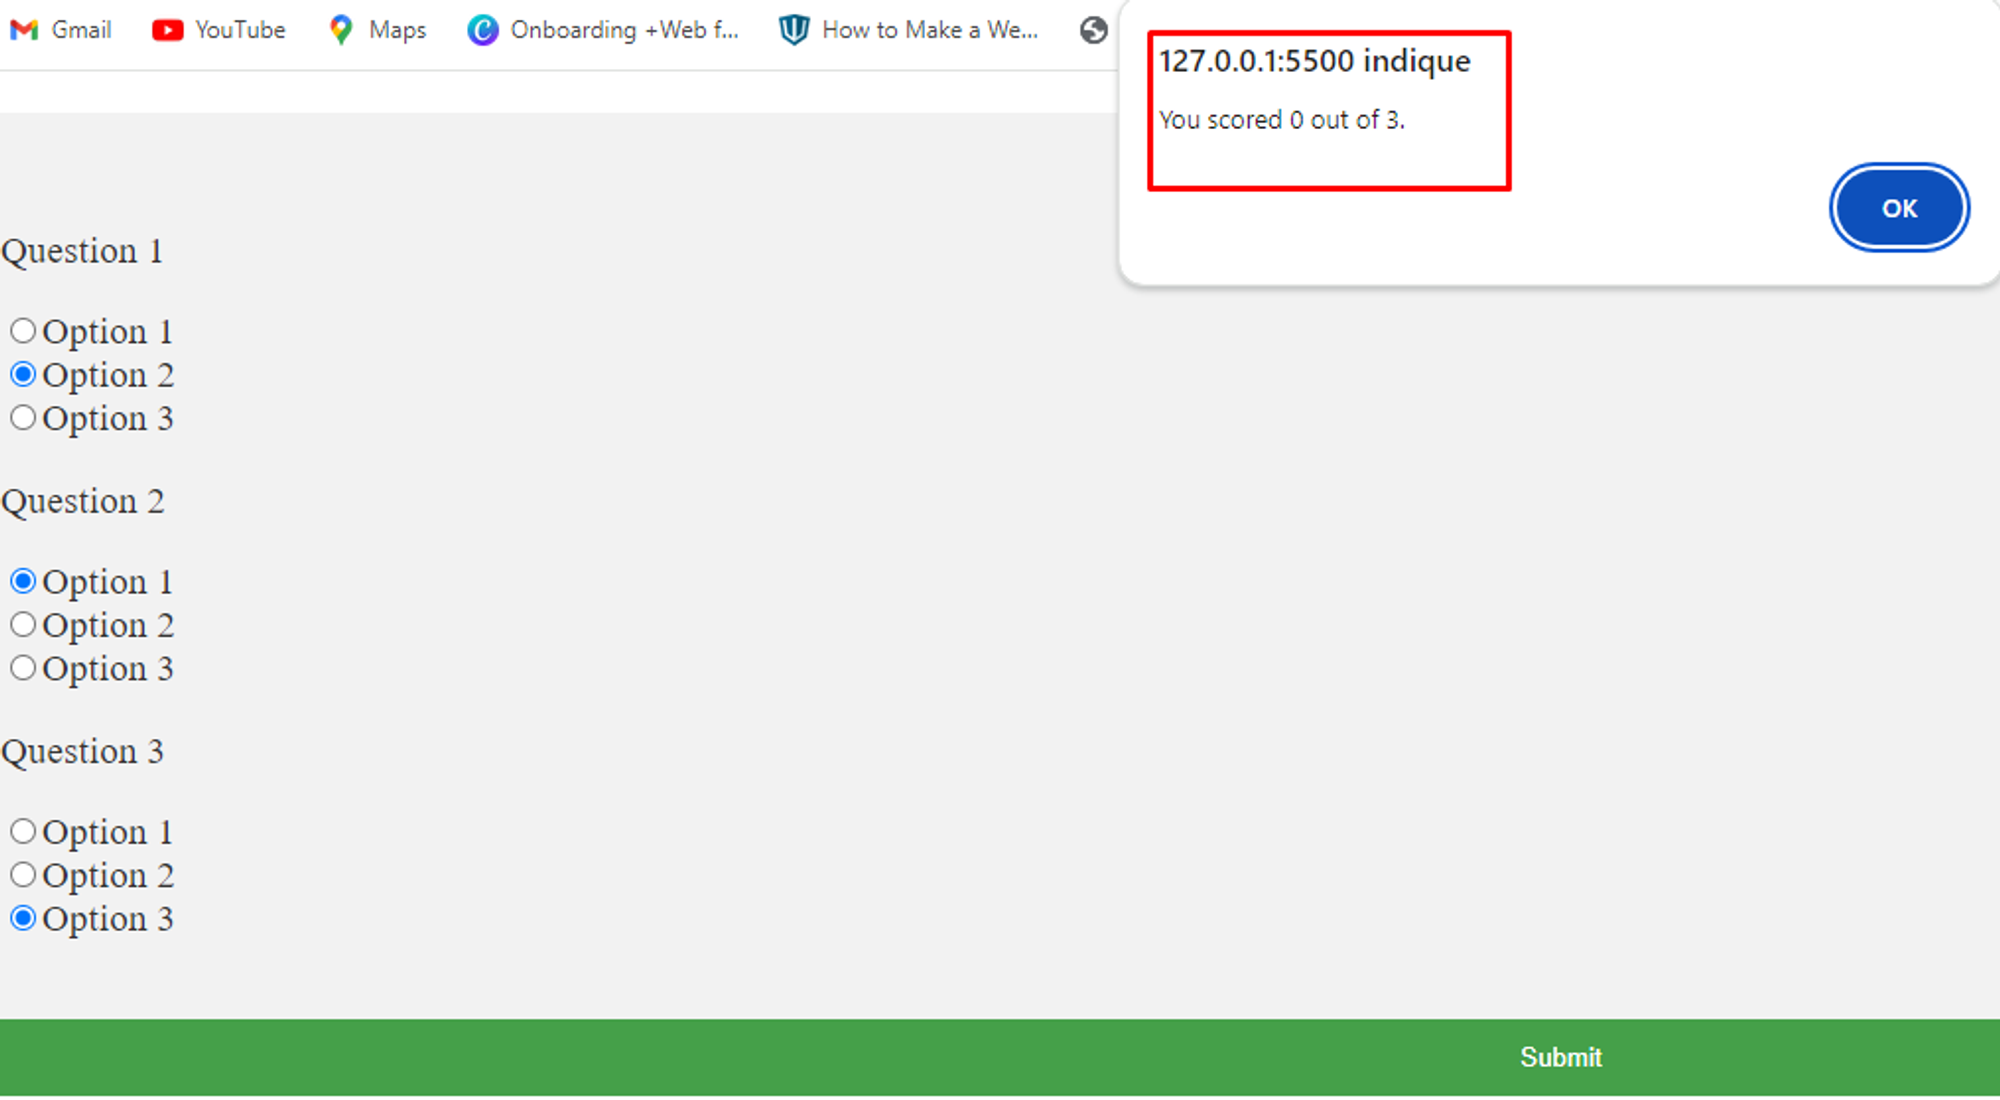 Gmail
YouTube
Maps
Onboarding +Web f...
How to Make a We...
127.0.0.1:5500 indique
You scored 0 out of 3.
OK
Question 1
Option 1
Option 2
Option 3
Question 2
Option 1
Option 2
Option 3
Question 3
Option 1
Option 2
Option 3
Submit